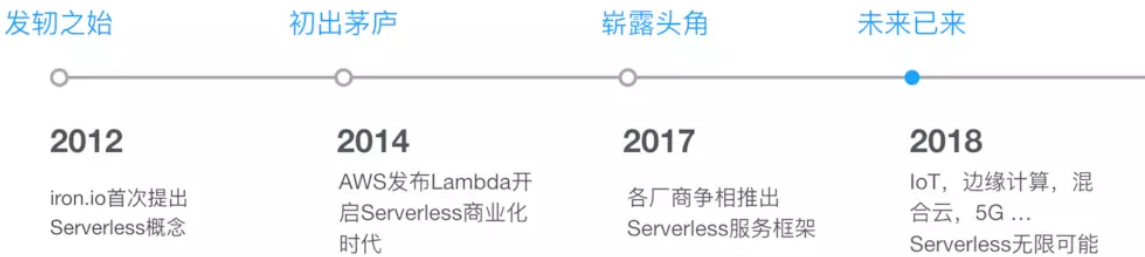 发轫之始
初出茅庐
崭露头角
未来已来
2012
iron.io首次提出
Serverless概念
2014
AWS发布Lambda开
启Serverless商业化
时代
2017
各厂商争相推出
Serverless服务框架
2018
IoT，边缘计算，混
合云，5G ...
Serverless无限可能